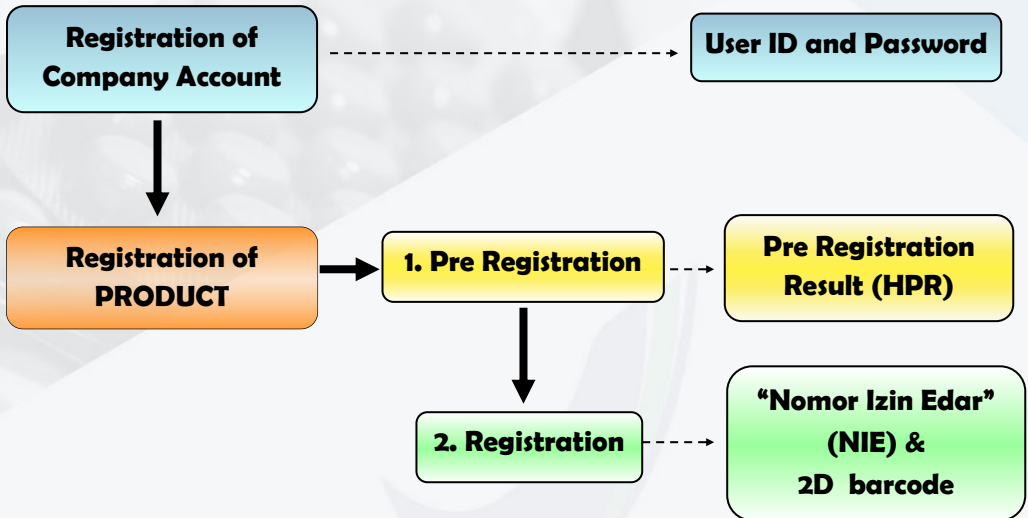 Registration of
Company Account
User ID and Password
Registration of
PRODUCT
1. Pre Registration
Pre Registration
Result (HPR)
2. Registration
“Nomor Izin Edar”
(NIE) &
2D barcode